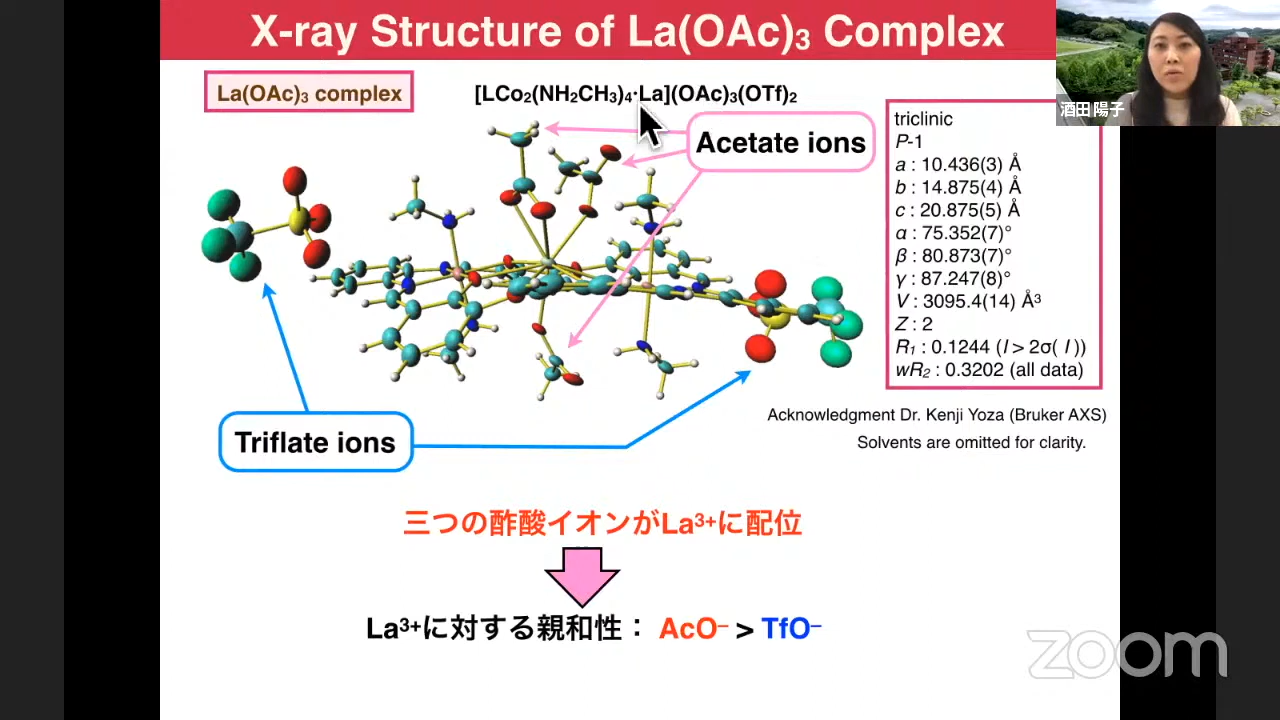 X-ray Structure of La(OAc)₃ Complex
酒田 陽子
La(OAc)₃ complex
[LCo₂(NH₂CH₃)₄·La](OAc)₃(OTf)₂
Acetate ions
triclinic
P-1
a : 10.436(3) Å
b : 14.875(4) Å
c : 20.875(5) Å
α : 75.352(7)°
β : 80.873(7)°
γ : 87.247(8)°
V : 3095.4(14) Å³
Z : 2
R₁ : 0.1244 (I > 2σ( I ))
wR₂ : 0.3202 (all data)
Acknowledgment Dr. Kenji Yoza (Bruker AXS)
Solvents are omitted for clarity.
Triflate ions
三つの酢酸イオンがLa³⁺に配位
La³⁺に対する親和性： AcO⁻ > TfO⁻
zoom